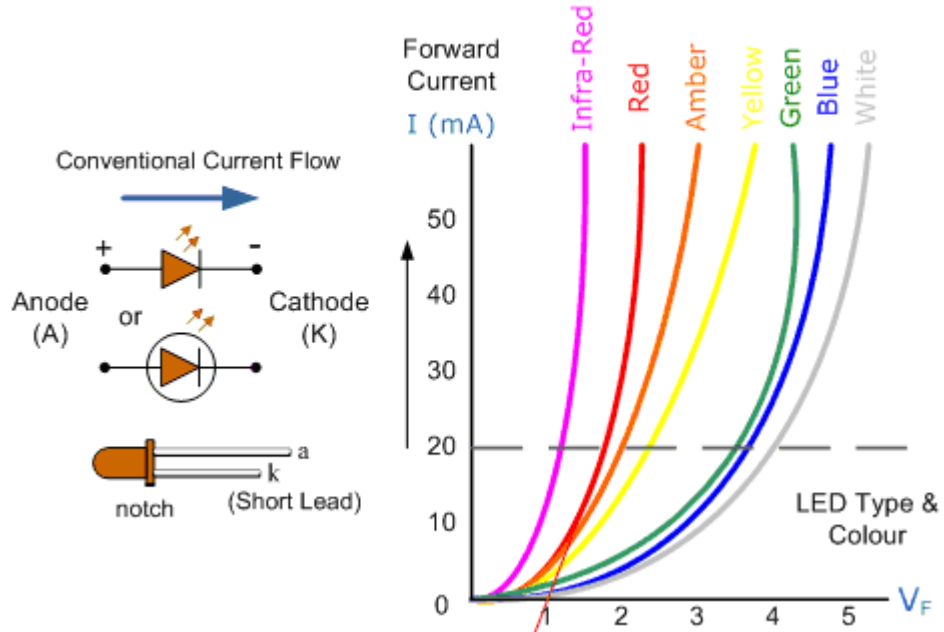 Conventional Current Flow
+
-
Anode
(A)
or
Cathode
(K)
a
k
notch
(Short Lead)
Forward
Current
I (mA)
Infra-Red
Red
Amber
Yellow
Green
Blue
White
50
40
30
20
10
0
1
2
3
4
5
V_F
LED Type &
Colour